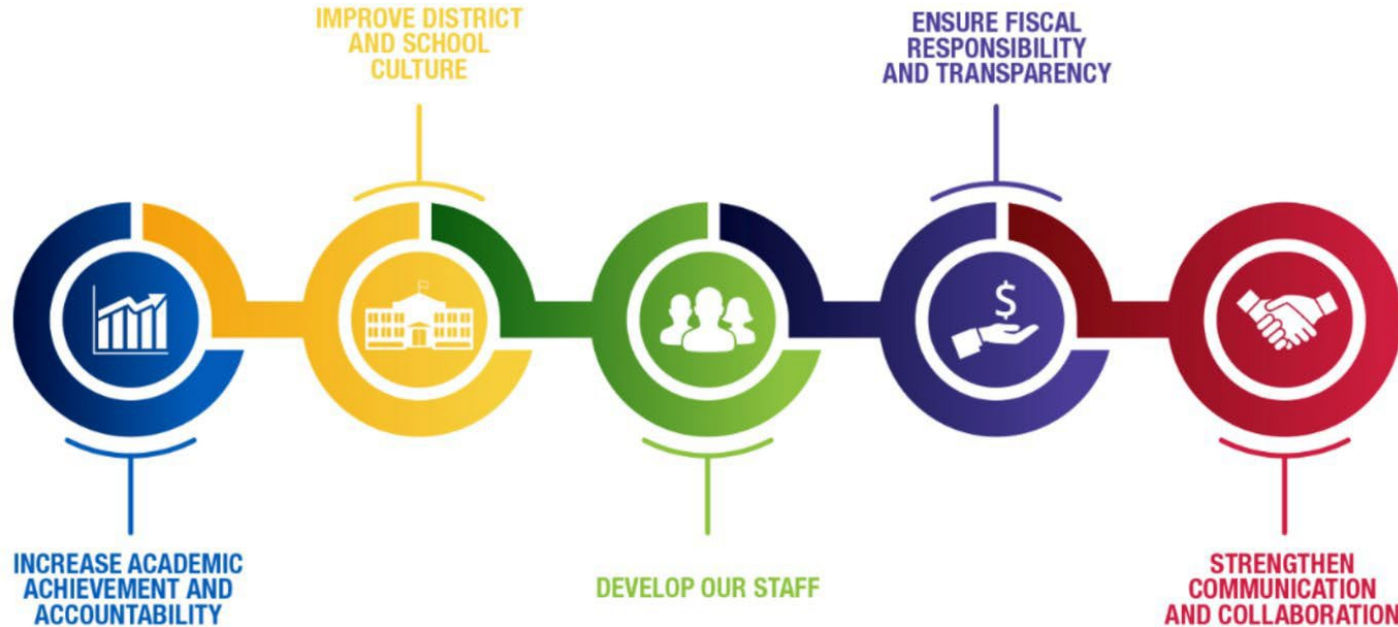 IMPROVE DISTRICT
AND SCHOOL
CULTURE
ENSURE FISCAL
RESPONSIBILITY
AND TRANSPARENCY
$
INCREASE ACADEMIC
ACHIEVEMENT AND
ACCOUNTABILITY
DEVELOP OUR STAFF
STRENGTHEN
COMMUNICATION
AND COLLABORATION